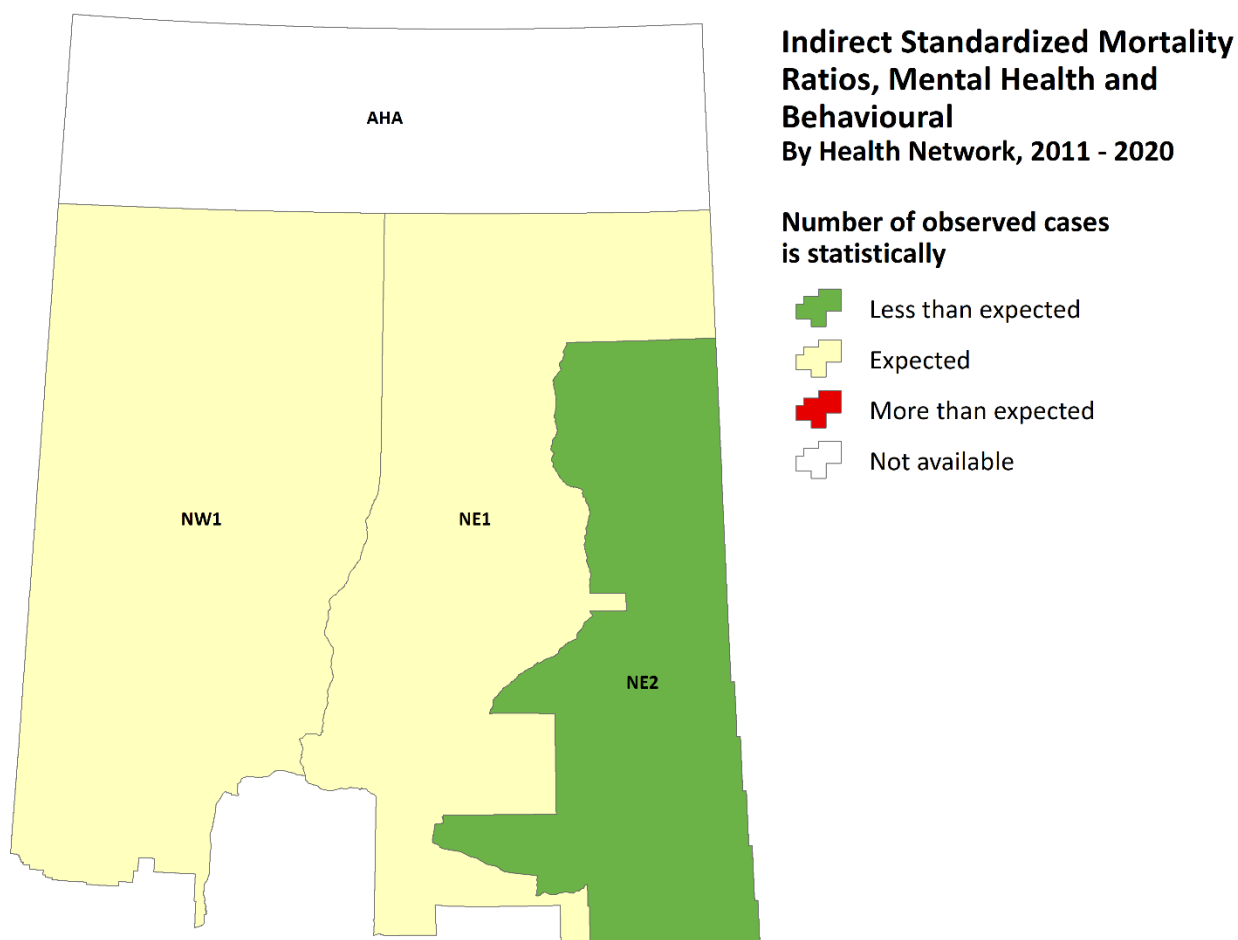 Indirect Standardized Mortality
Ratios, Mental Health and
Behavioural
By Health Network, 2011 - 2020
Number of observed cases
is statistically
Less than expected
Expected
More than expected
Not available
AHA
NW1
NE1
NE2